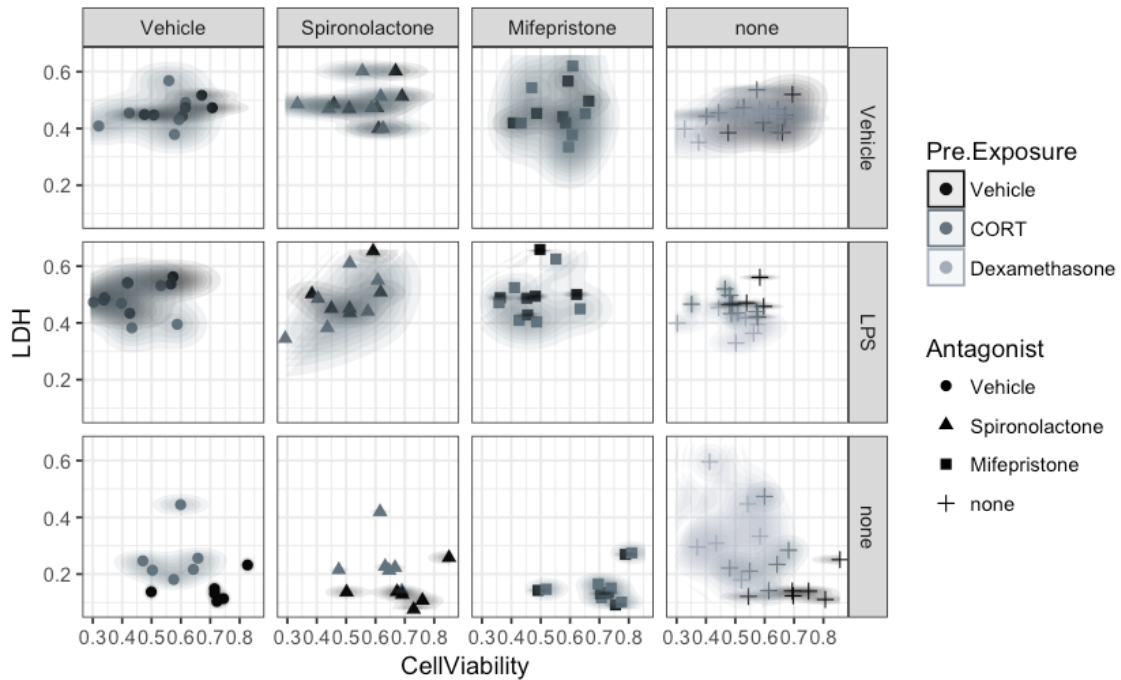 Vehicle Spironolactone Mifepristone none
0.6
0.4
0.2
Vehicle
0.6
0.4
0.2
LPS
0.6
0.4
0.2
none
LDH
0.30.40.50.60.70.8 0.30.40.50.60.70.8 0.30.40.50.60.70.8 0.30.40.50.60.70.8
CellViability
Pre.Exposure
Vehicle
CORT
Dexamethasone
Antagonist
Vehicle
Spironolactone
Mifepristone
none